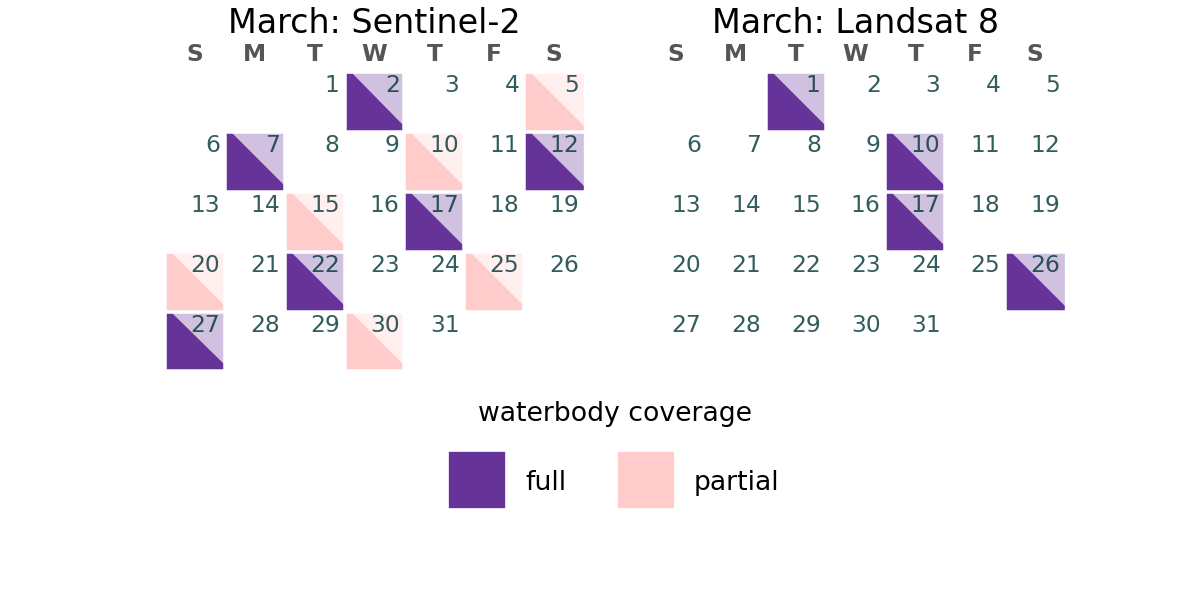 March: Sentinel-2
S M T W T F S
1 2 3 4 5
6 7 8 9 10 11 12
13 14 15 16 17 18 19
20 21 22 23 24 25 26
27 28 29 30 31
March: Landsat 8
S M T W T F S
1 2 3 4 5
6 7 8 9 10 11 12
13 14 15 16 17 18 19
20 21 22 23 24 25 26
27 28 29 30 31
waterbody coverage
full partial